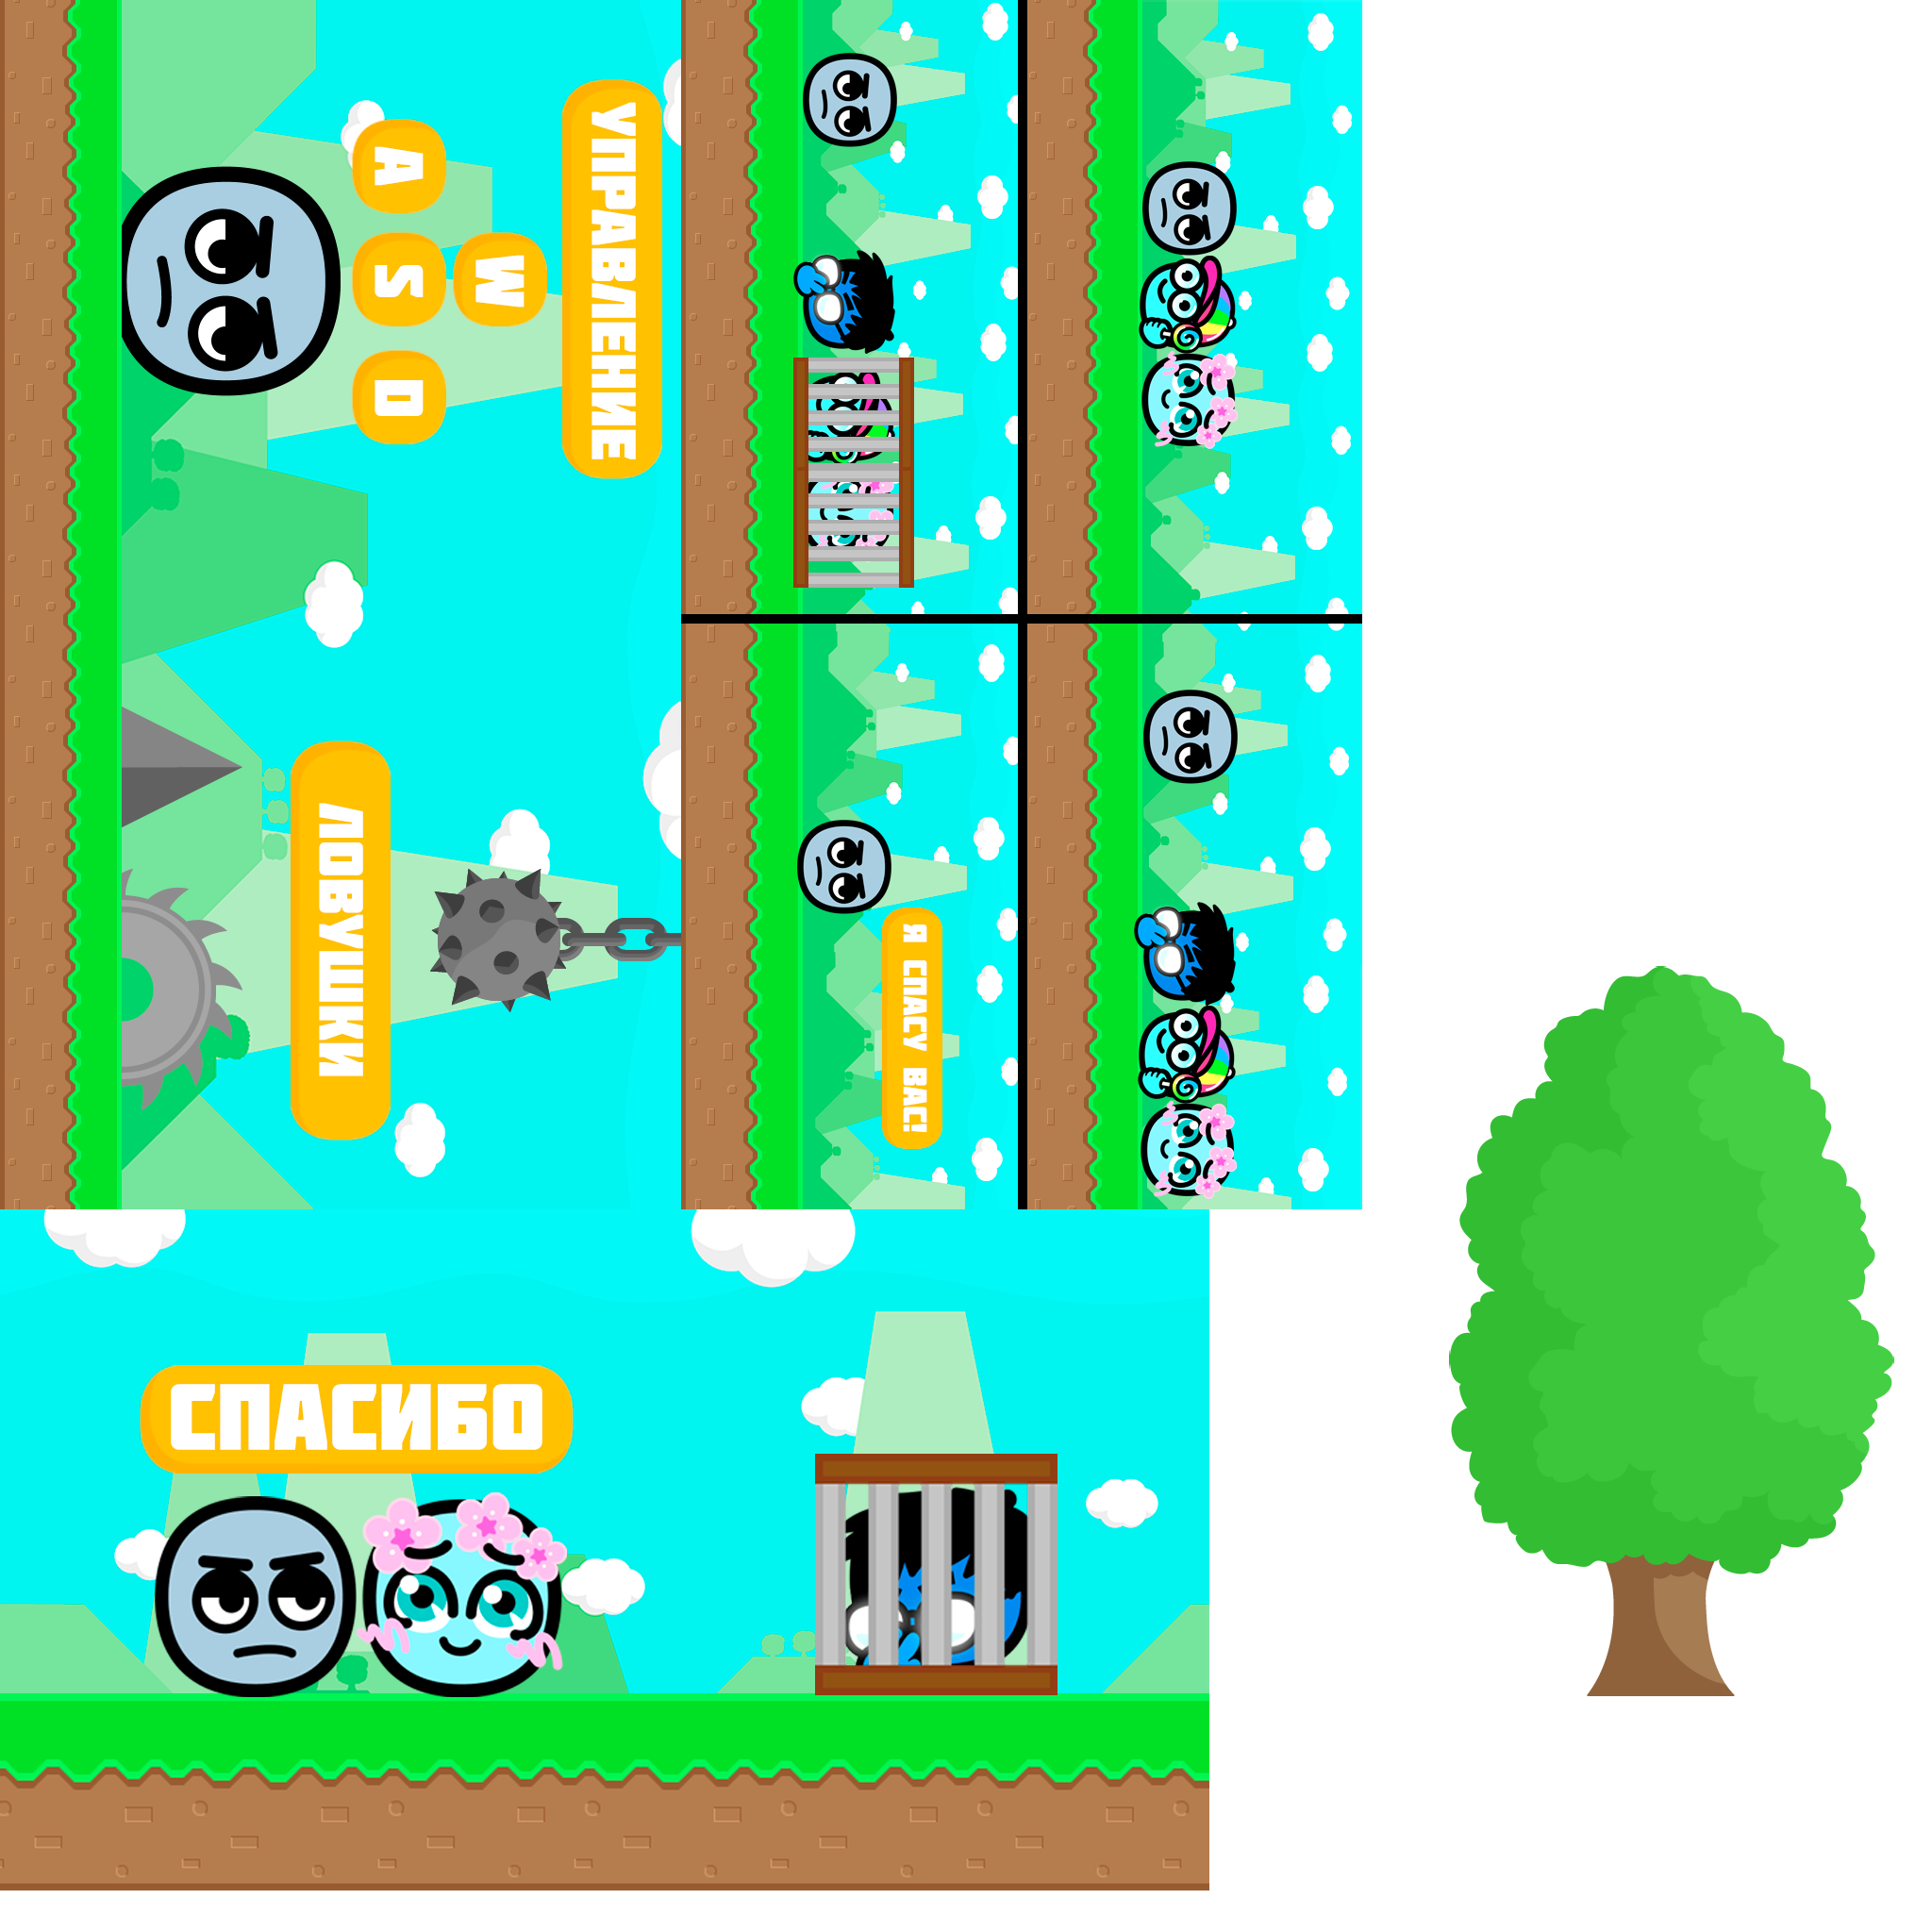 УПРАВЛЕНИЕ
W
A S D
ЛОВУШКИ
Я СПАСУ ВАС!
СПАСИБО